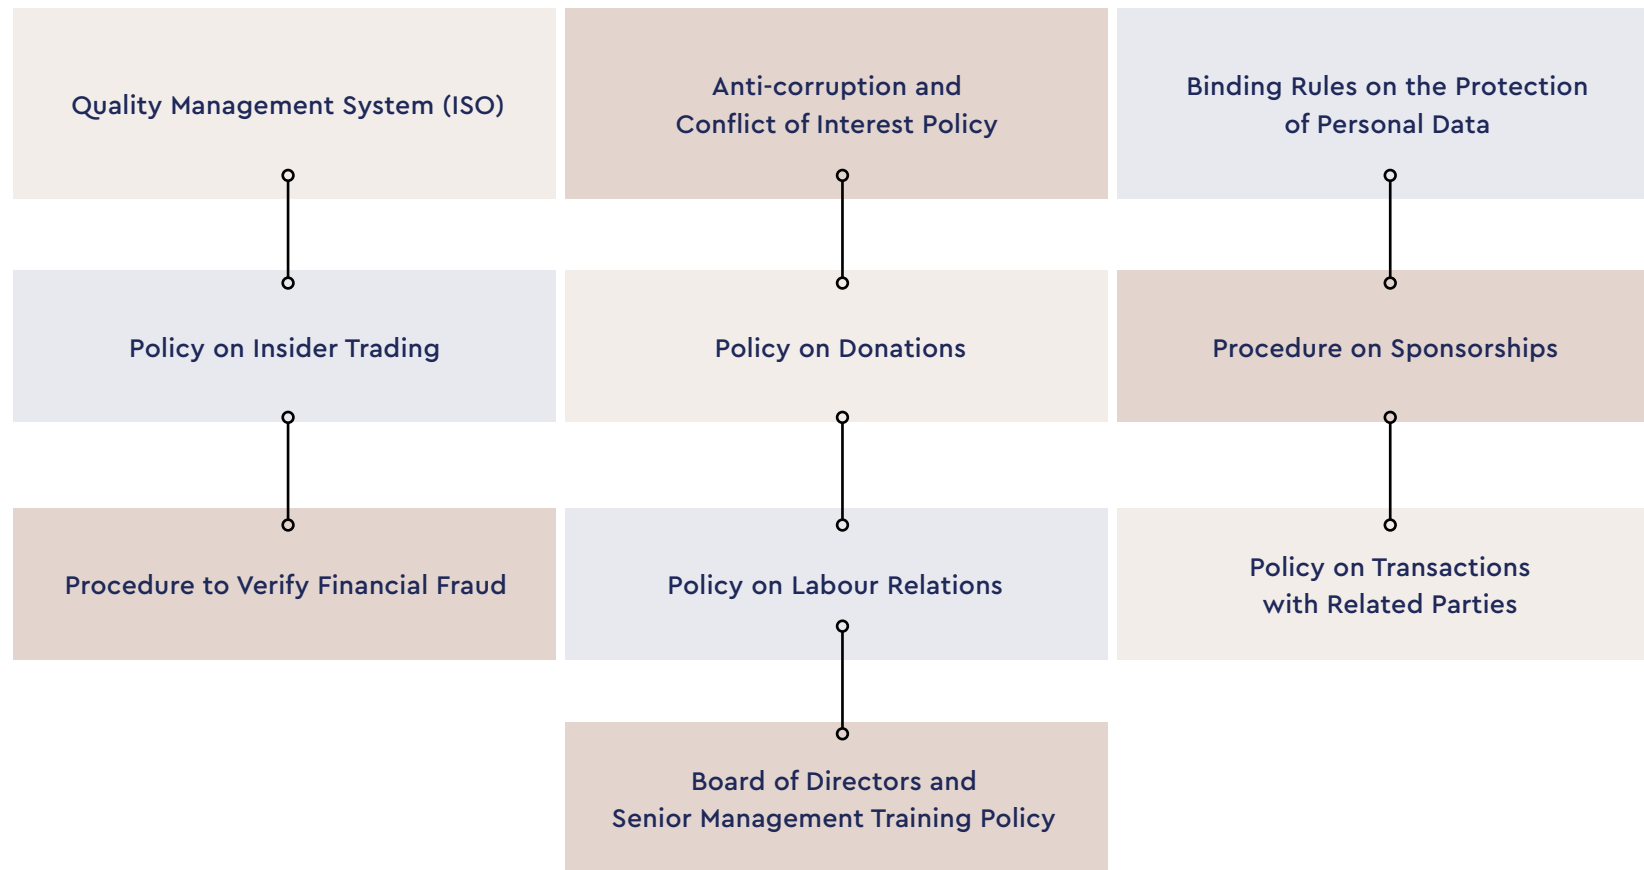 Quality Management System (ISO)
Anti-corruption and
Conflict of Interest Policy
Binding Rules on the Protection
of Personal Data
Policy on Insider Trading
Policy on Donations
Procedure on Sponsorships
Procedure to Verify Financial Fraud
Policy on Labour Relations
Policy on Transactions
with Related Parties
Board of Directors and
Senior Management Training Policy